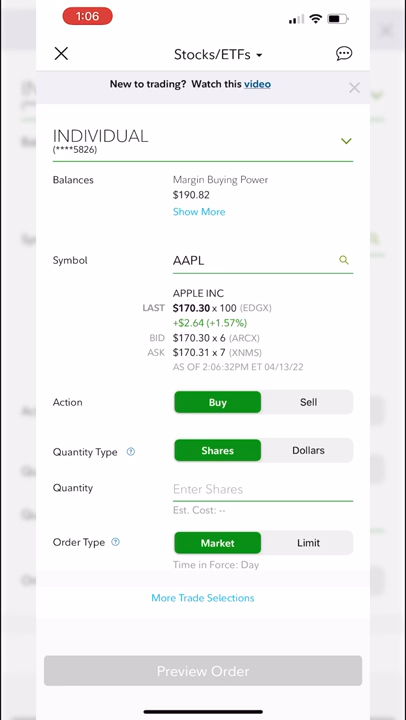 1:06
Stocks/ETFs
New to trading? Watch this video
INDIVIDUAL
(****5826)
Balances
Margin Buying Power
$190.82
Show More
Symbol
AAPL
APPLE INC
LAST $170.30 x 100 (EDGX)
+$2.64 (+1.57%)
BID $170.30 x 6 (ARCX)
ASK $170.31 x 7 (XNMS)
AS OF 2:06:32PM ET 04/13/22
Action Buy Sell
Quantity Type ? Shares Dollars
Quantity Enter Shares
Est. Cost: --
Order Type ? Market Limit
Time in Force: Day
More Trade Selections
Preview Order